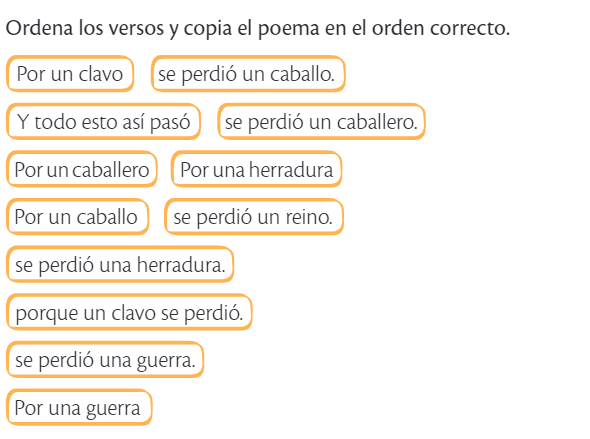 Ordena los versos y copia el poema en el orden correcto.
Por un clavo se perdió un caballo.
Y todo esto así pasó se perdió un caballero.
Por un caballero Por una herradura
Por un caballo se perdió un reino.
se perdió una herradura.
porque un clavo se perdió.
se perdió una guerra.
Por una guerra